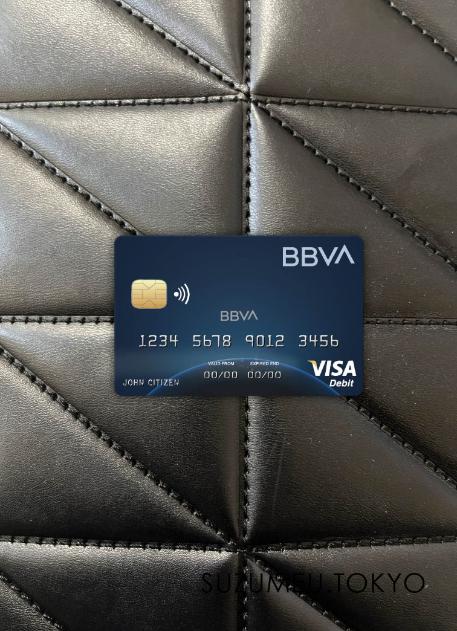 BBVA
BBVA
1234 5678 9012 3456
VALID FROM EXPIRED END
00/00 00/00
VISA
Debit
JOHN CITIZEN
SUZUMEU.TOKYO